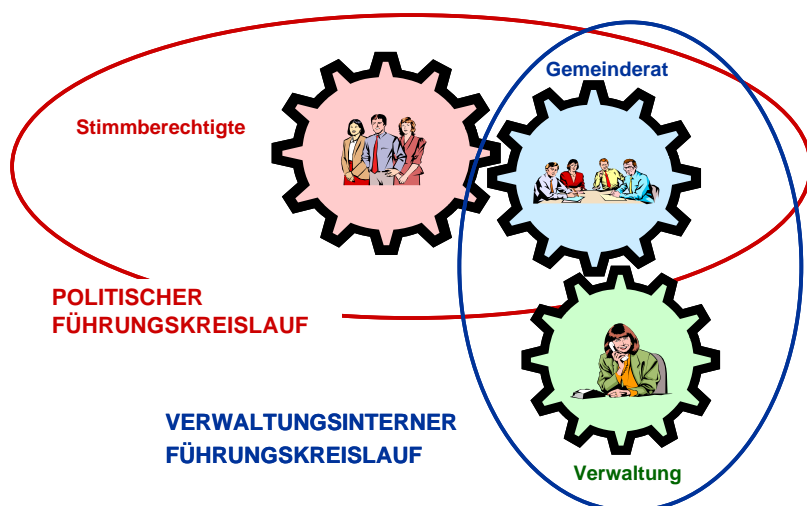 Gemeinderat
Stimmberechtigte
POLITISCHER
FÜHRUNGSKREISLAUF
VERWALTUNGSINTERNER
FÜHRUNGSKREISLAUF
Verwaltung